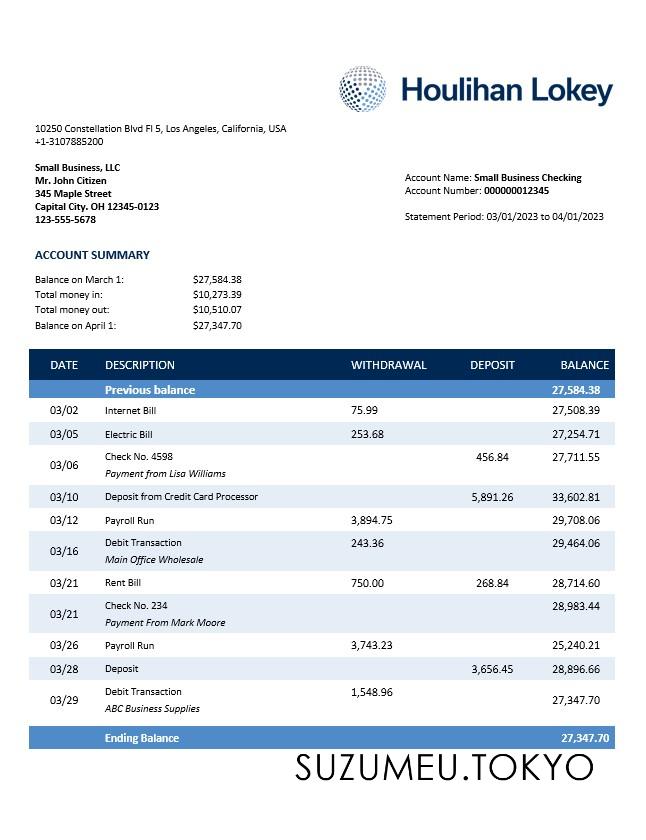 Houlihan Lokey
10250 Constellation Blvd Fl 5, Los Angeles, California, USA
+1-3107885200
Small Business, LLC
Mr. John Citizen
345 Maple Street
Capital City. OH 12345-0123
123-555-5678
Account Name: Small Business Checking
Account Number: 000000012345
Statement Period: 03/01/2023 to 04/01/2023
ACCOUNT SUMMARY
Balance on March 1: $27,584.38
Total money in: $10,273.39
Total money out: $10,510.07
Balance on April 1: $27,347.70
DATE DESCRIPTION WITHDRAWAL DEPOSIT BALANCE
Previous balance 27,584.38
03/02 Internet Bill 75.99 27,508.39
03/05 Electric Bill 253.68 27,254.71
03/06 Check No. 4598 456.84 27,711.55
Payment from Lisa Williams
03/10 Deposit from Credit Card Processor 5,891.26 33,602.81
03/12 Payroll Run 3,894.75 29,708.06
03/16 Debit Transaction 243.36 29,464.06
Main Office Wholesale
03/21 Rent Bill 750.00 268.84 28,714.60
03/21 Check No. 234 28,983.44
Payment From Mark Moore
03/26 Payroll Run 3,743.23 25,240.21
03/28 Deposit 3,656.45 28,896.66
03/29 Debit Transaction 1,548.96 27,347.70
ABC Business Supplies
Ending Balance 27,347.70
SUZUMEU.TOKYO